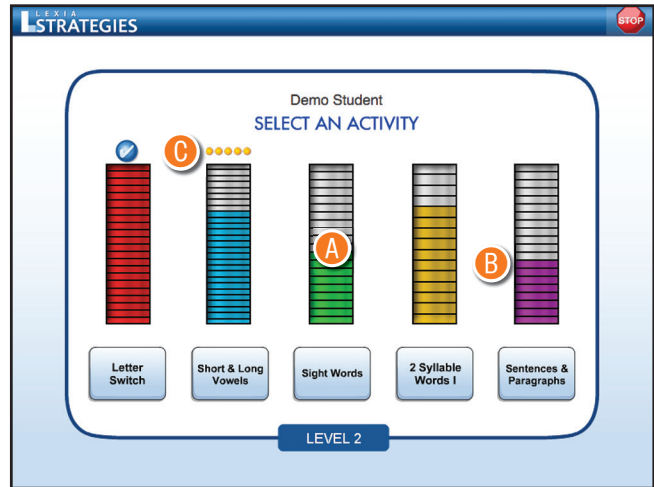 LEXIA
STRATEGIES
STOP
Demo Student
SELECT AN ACTIVITY
C
A
B
Letter
Switch
Short & Long
Vowels
Sight Words
2 Syllable
Words I
Sentences &
Paragraphs
LEVEL 2